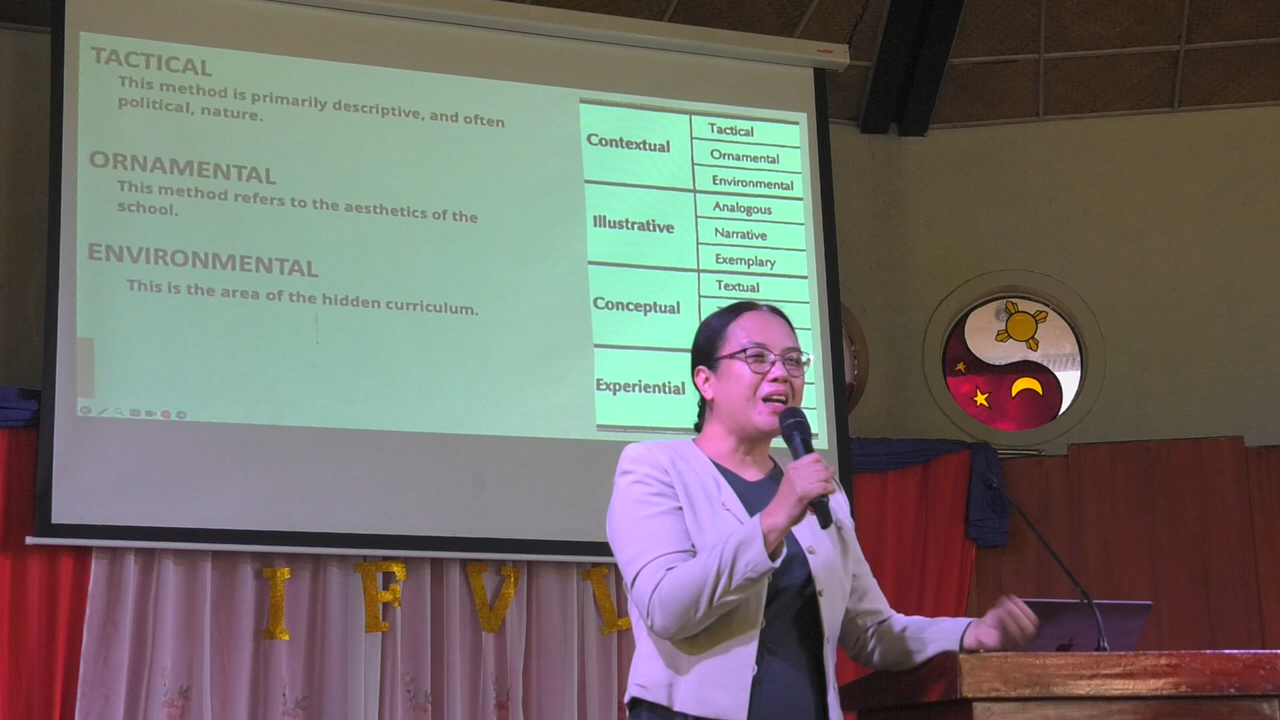 TACTICAL
This method is primarily descriptive, and often
political, nature.
ORNAMENTAL
This method refers to the aesthetics of the
school.
ENVIRONMENTAL
This is the area of the hidden curriculum.
Contextual
Tactical
Ornamental
Environmental
Illustrative
Analogous
Narrative
Exemplary
Conceptual
Textual
Experiential
I F V L